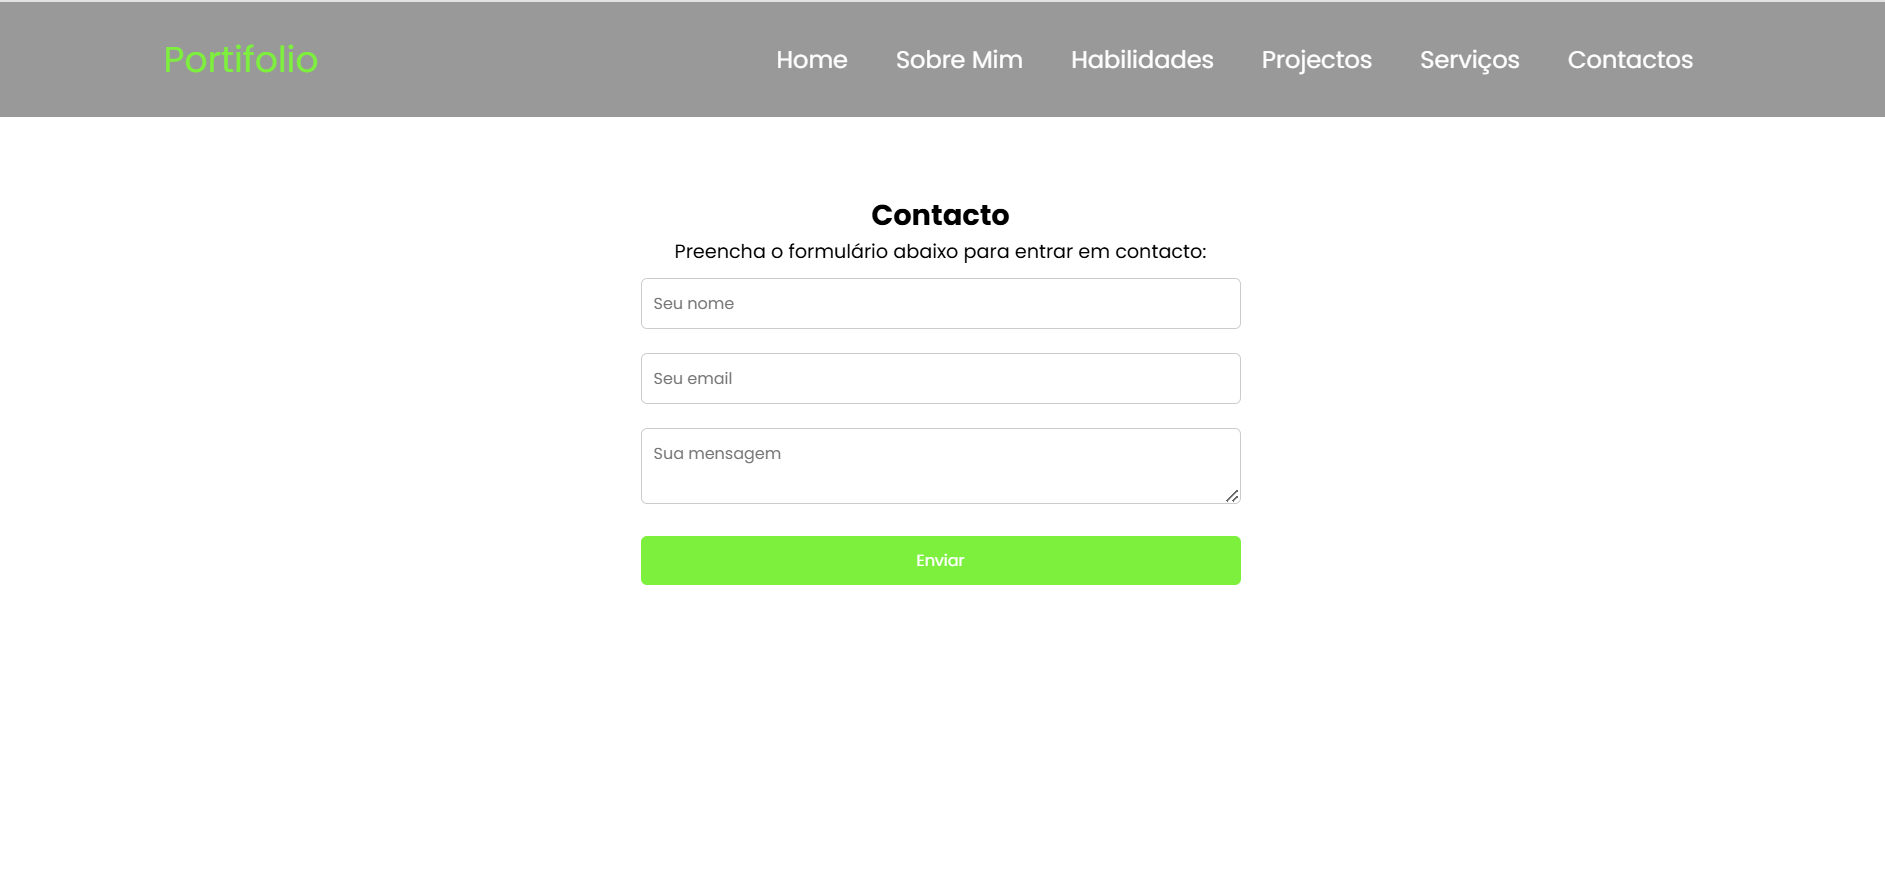 Portifolio
Home Sobre Mim Habilidades Projectos Serviços Contactos
Contacto
Preencha o formulário abaixo para entrar em contacto:
Seu nome
Seu email
Sua mensagem
Enviar